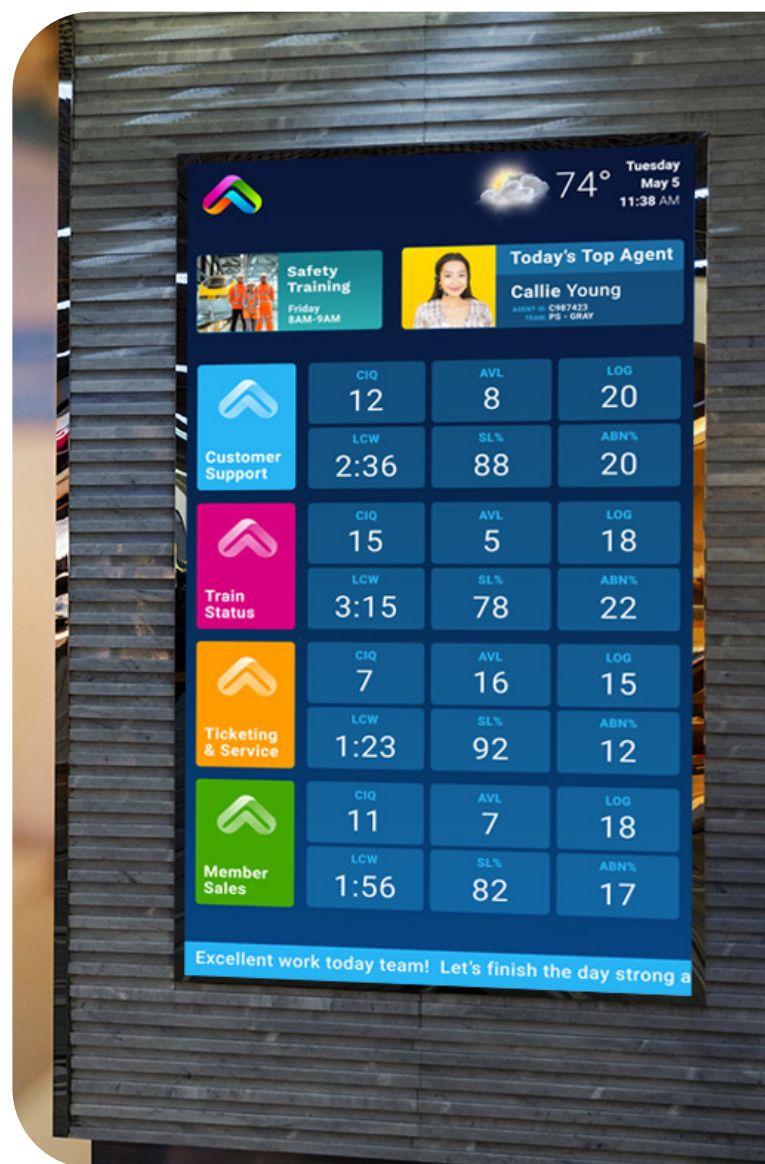 74°
Tuesday
May 5
11:38 AM
Safety
Training
Friday
8AM-9AM
Today's Top Agent
Callie Young
AGENT ID C987423
TEAM PS - GRAY
CIQ AVL LOG
12 8 20
LCW SL% ABN%
2:36 88 20
Customer
Support
CIQ AVL LOG
15 5 18
LCW SL% ABN%
3:15 78 22
Train
Status
CIQ AVL LOG
7 16 15
LCW SL% ABN%
1:23 92 12
Ticketing
& Service
CIQ AVL LOG
11 7 18
LCW SL% ABN%
1:56 82 17
Member
Sales
Excellent work today team! Let's finish the day strong a